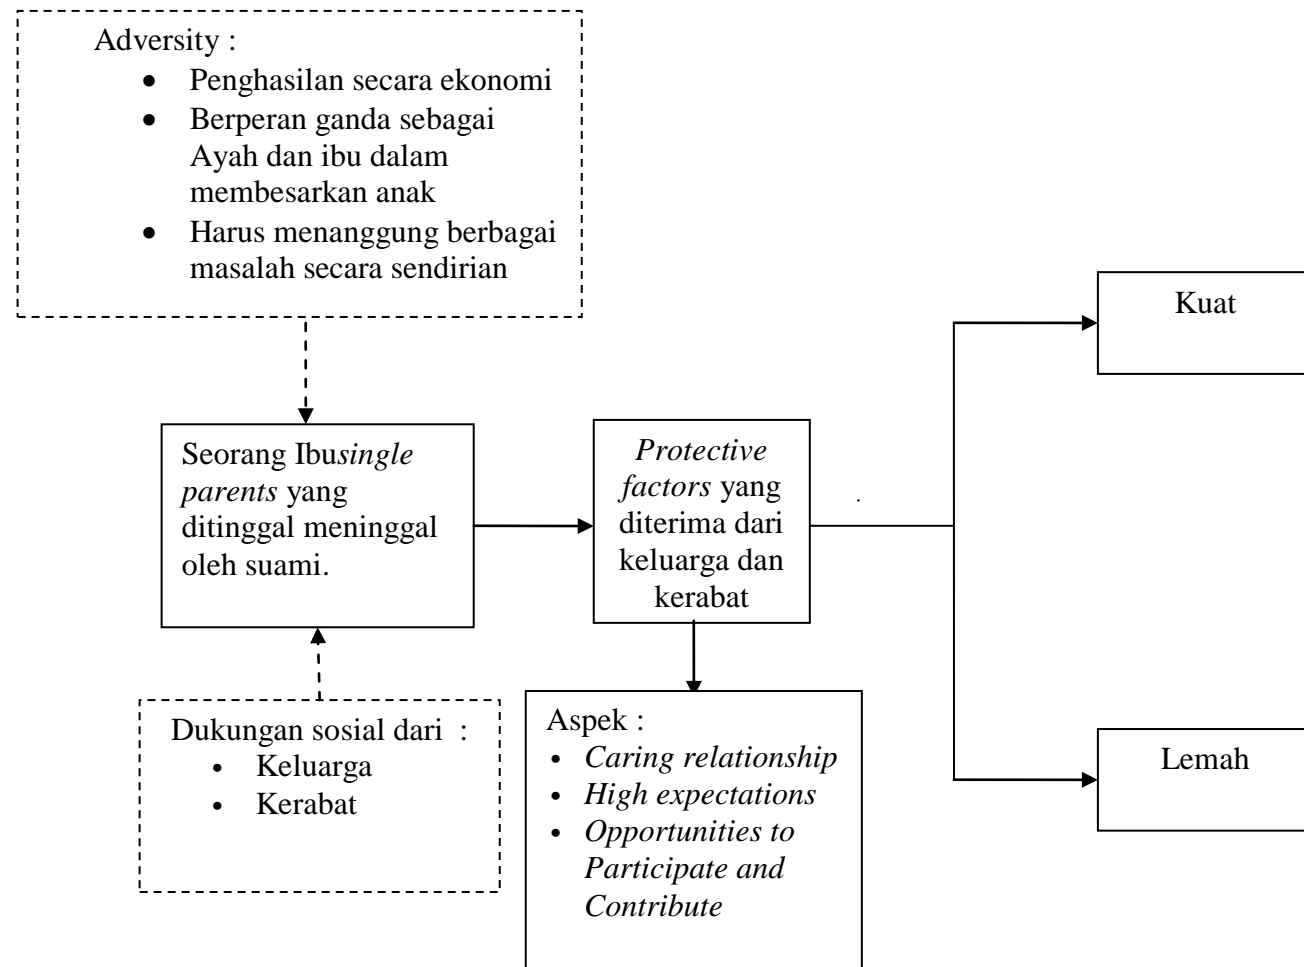 Adversity :
• Penghasilan secara ekonomi
• Berperan ganda sebagai
Ayah dan ibu dalam
membesarkan anak
• Harus menanggung berbagai
masalah secara sendirian
Kuat
Seorang Ibusingle
parents yang
ditinggal meninggal
oleh suami.
Protective
factors yang
diterima dari
keluarga dan
kerabat
Dukungan sosial dari :
• Keluarga
• Kerabat
Aspek :
• Caring relationship
• High expectations
• Opportunities to
Participate and
Contribute
Lemah